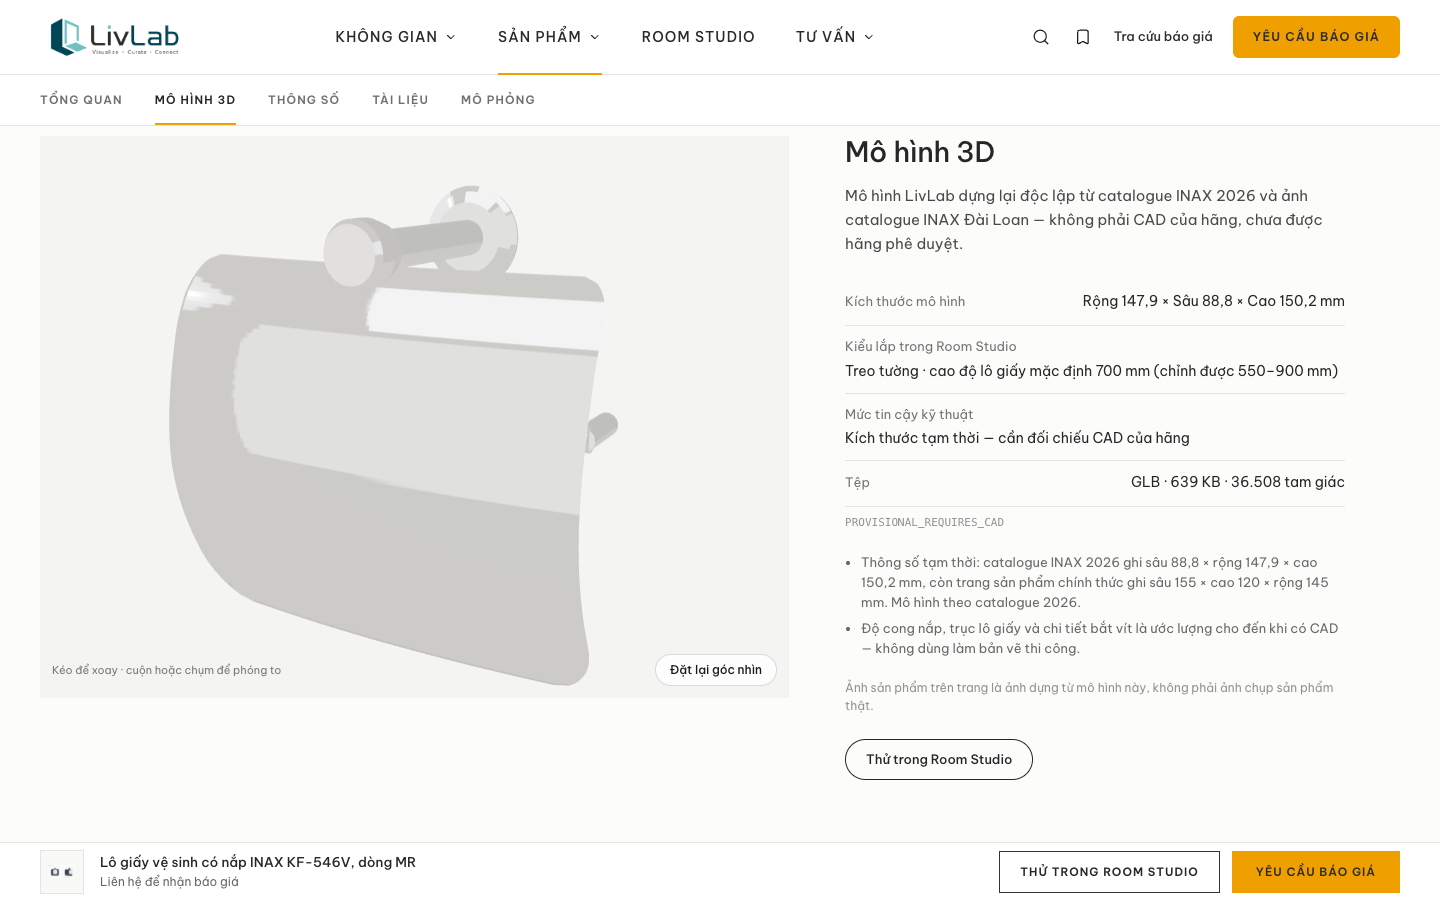 LivLab
Visualize - Curate - Connect
KHÔNG GIAN
SẢN PHẨM
ROOM STUDIO
TƯ VẤN
Tra cứu báo giá
YÊU CẦU BÁO GIÁ
TỔNG QUAN
MÔ HÌNH 3D
THÔNG SỐ
TÀI LIỆU
MÔ PHỎNG
Kéo để xoay · cuộn hoặc chụm để phóng to
Đặt lại góc nhìn
Mô hình 3D
Mô hình LivLab dựng lại độc lập từ catalogue INAX 2026 và ảnh
catalogue INAX Đài Loan — không phải CAD của hãng, chưa được
hãng phê duyệt.
Kích thước mô hình
Rộng 147,9 × Sâu 88,8 × Cao 150,2 mm
Kiểu lắp trong Room Studio
Treo tường · cao độ lô giấy mặc định 700 mm (chỉnh được 550–900 mm)
Mức tin cậy kỹ thuật
Kích thước tạm thời — cần đối chiếu CAD của hãng
Tệp
GLB · 639 KB · 36.508 tam giác
PROVISIONAL_REQUIRES_CAD
• Thông số tạm thời: catalogue INAX 2026 ghi sâu 88,8 × rộng 147,9 × cao
150,2 mm, còn trang sản phẩm chính thức ghi sâu 155 × cao 120 × rộng 145
mm. Mô hình theo catalogue 2026.
• Độ cong nắp, trục lô giấy và chi tiết bắt vít là ước lượng cho đến khi có CAD
— không dùng làm bản vẽ thi công.
Ảnh sản phẩm trên trang là ảnh dựng từ mô hình này, không phải ảnh chụp sản phẩm
thật.
Thử trong Room Studio
Lô giấy vệ sinh có nắp INAX KF-546V, dòng MR
Liên hệ để nhận báo giá
THỬ TRONG ROOM STUDIO
YÊU CẦU BÁO GIÁ